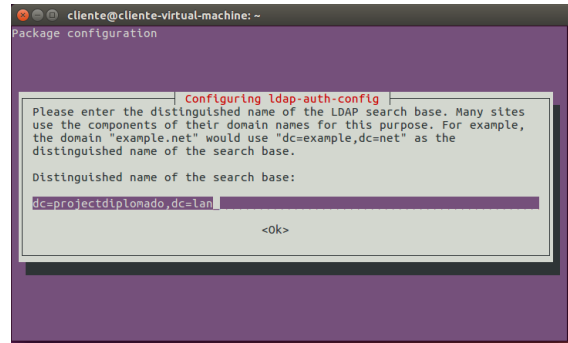 cliente@cliente-virtual-machine: ~
Package configuration
Configuring ldap-auth-config
Please enter the distinguished name of the LDAP search base. Many sites
use the components of their domain names for this purpose. For example,
the domain "example.net" would use "dc=example,dc=net" as the
distinguished name of the search base.
Distinguished name of the search base:
dc=projectdiplomado,dc=lan
<Ok>